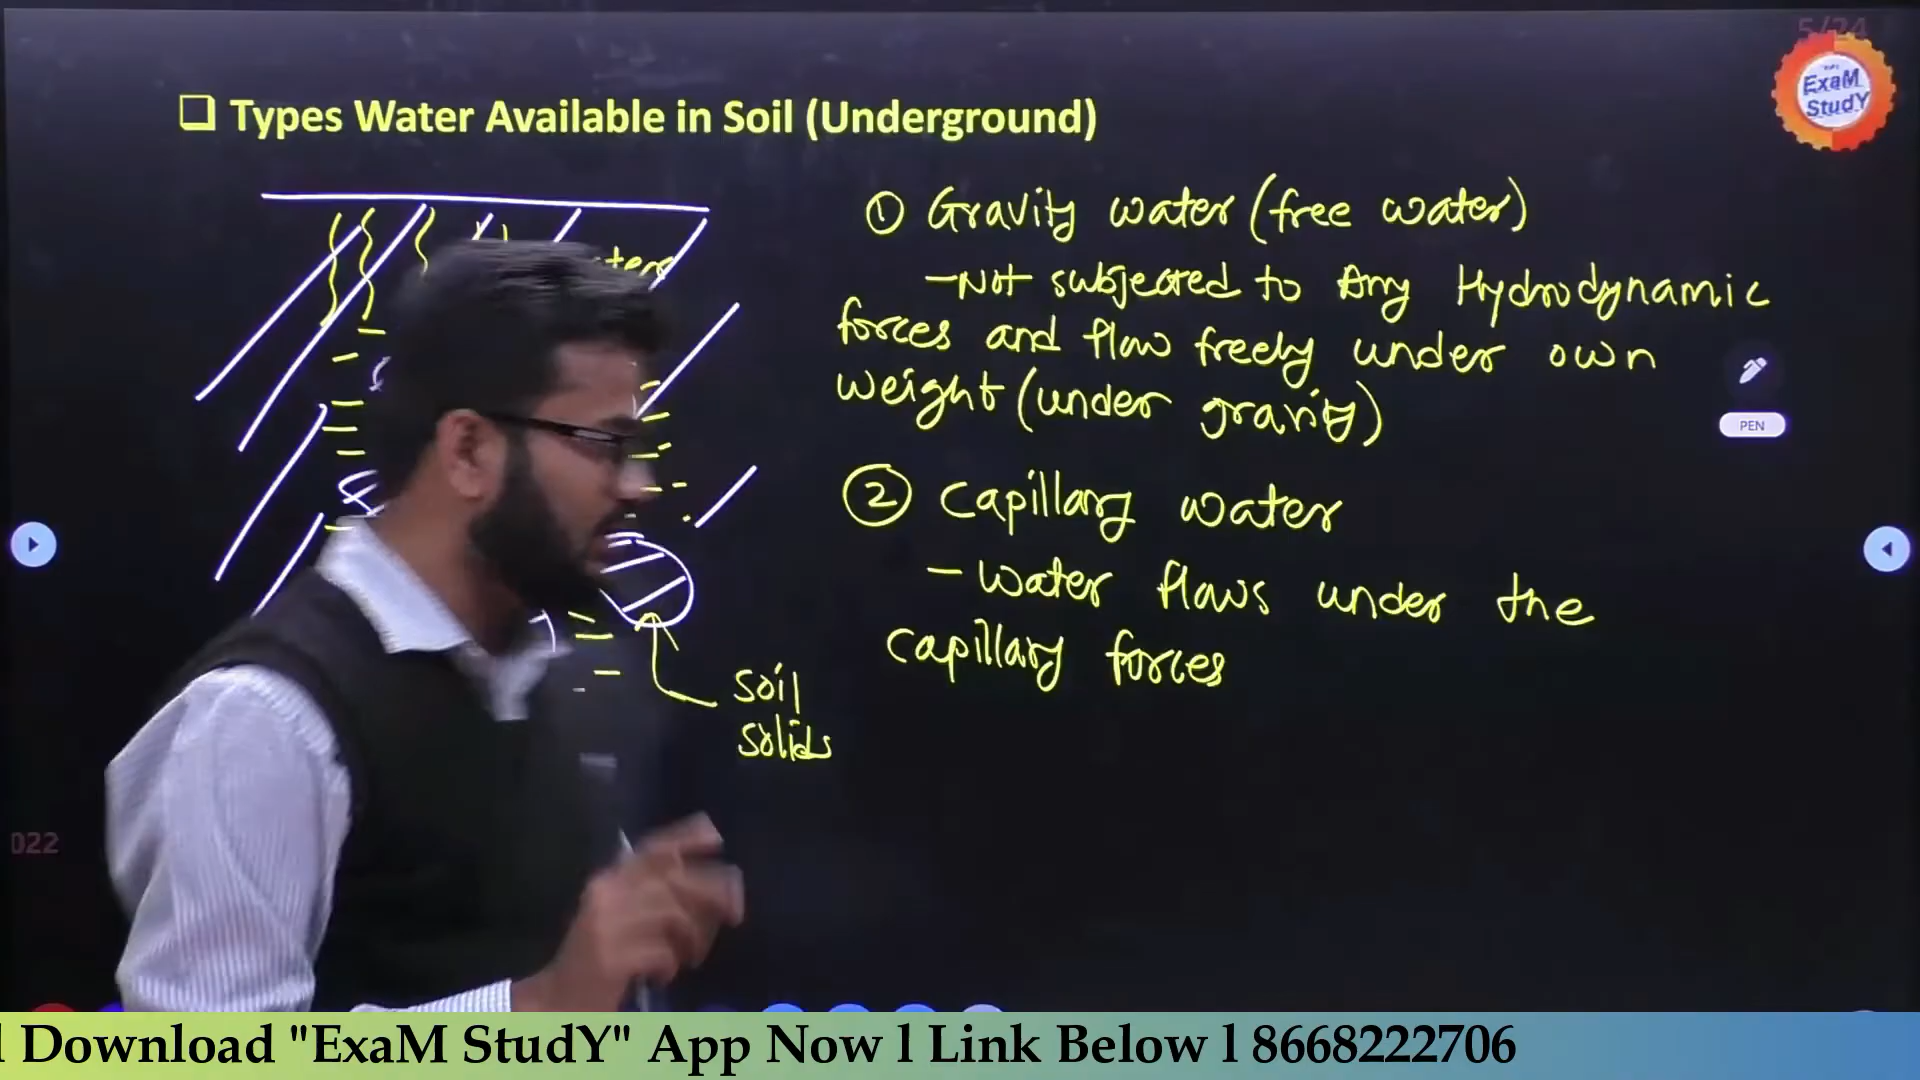 5/24
ExaM
StudY
❑ Types Water Available in Soil (Underground)
① Gravity water (free water)
- Not subjected to Any Hydrodynamic
forces and flow freely under own
weight (under gravity)
PEN
② Capillary water
- Water flows under the
capillary forces
soil
solids
022
Download "ExaM StudY" App Now l Link Below l 8668222706